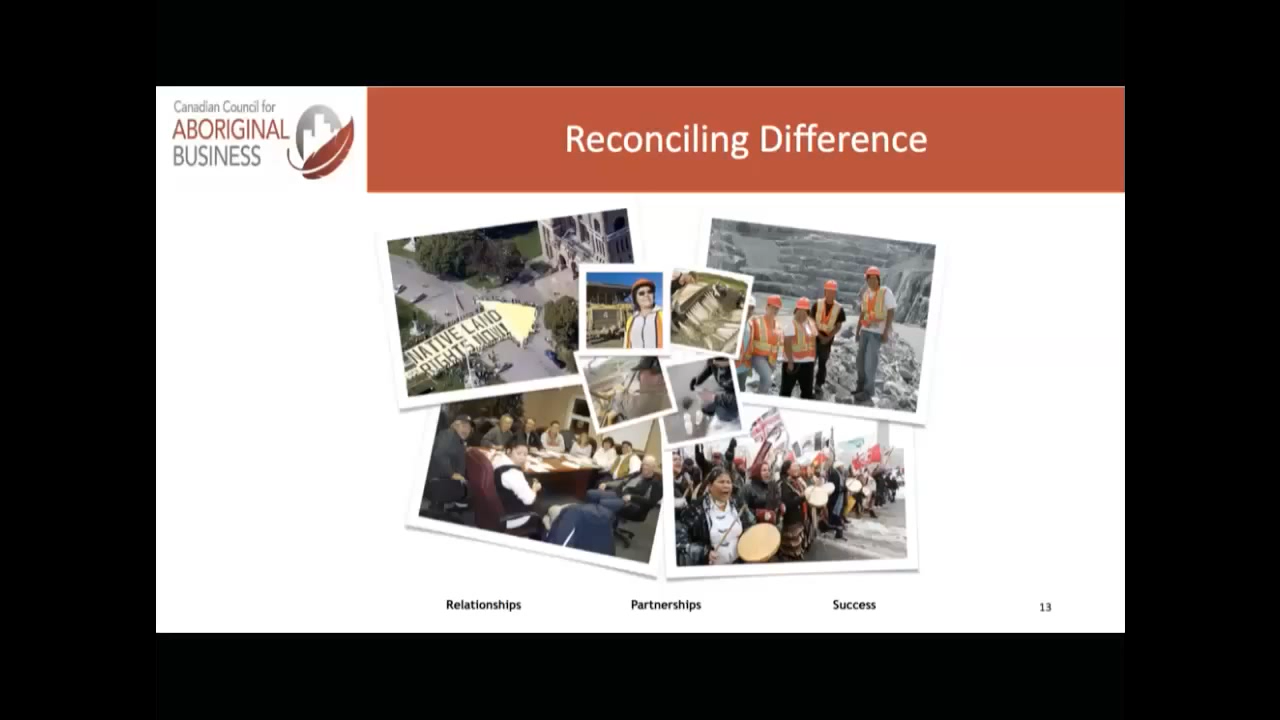 Canadian Council for
ABORIGINAL
BUSINESS
Reconciling Difference
NATIVE LAND
RIGHTS NOW!
Relationships
Partnerships
Success
13